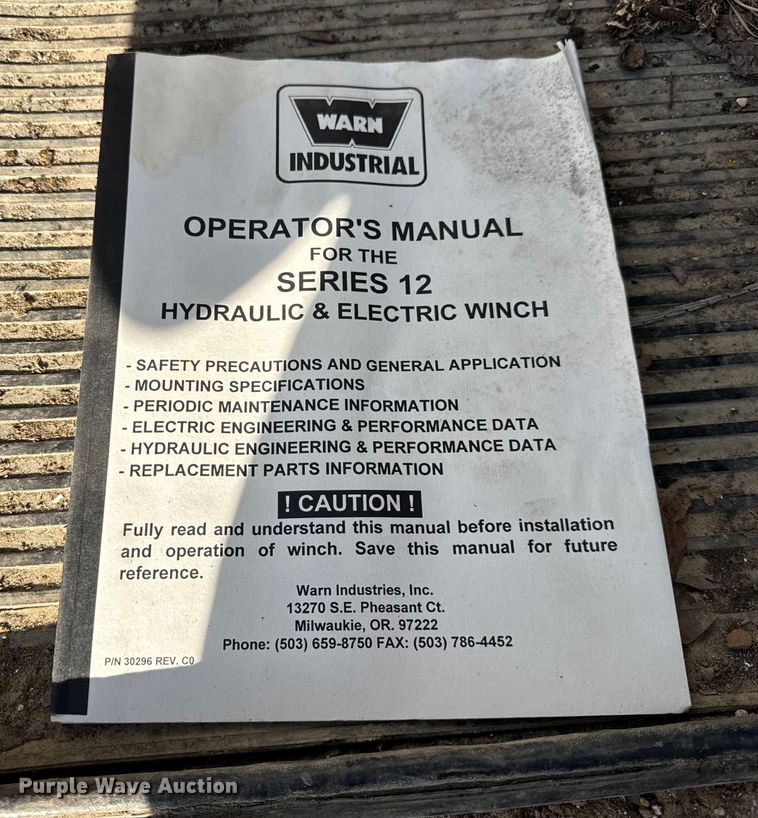 WARN
INDUSTRIAL
OPERATOR'S MANUAL
FOR THE
SERIES 12
HYDRAULIC & ELECTRIC WINCH
- SAFETY PRECAUTIONS AND GENERAL APPLICATION
- MOUNTING SPECIFICATIONS
- PERIODIC MAINTENANCE INFORMATION
- ELECTRIC ENGINEERING & PERFORMANCE DATA
- HYDRAULIC ENGINEERING & PERFORMANCE DATA
- REPLACEMENT PARTS INFORMATION
! CAUTION !
Fully read and understand this manual before installation
and operation of winch. Save this manual for future
reference.
Warn Industries, Inc.
13270 S.E. Pheasant Ct.
Milwaukie, OR. 97222
Phone: (503) 659-8750 FAX: (503) 786-4452
P/N 30296 REV. C0
Purple Wave Auction